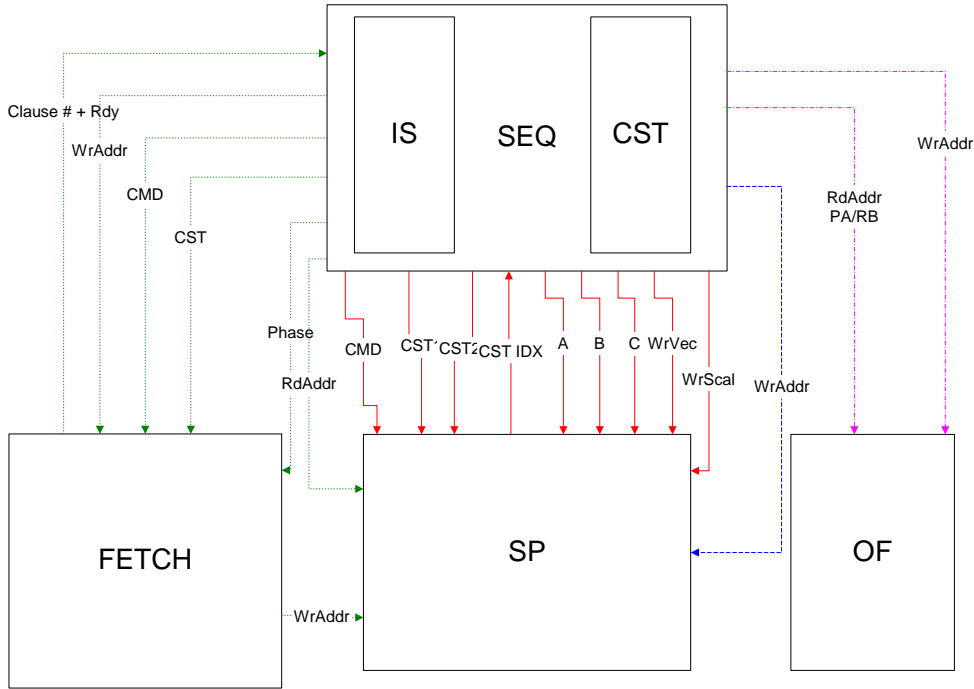 IS
SEQ
CST
Clause # + Rdy
WrAddr
CMD
CST
WrAddr
RdAddr
PA/RB
Phase
RdAddr
CMD
CST1
CST2
CST IDX
A
B
C
WrVec
WrScal
WrAddr
FETCH
WrAddr
SP
OF